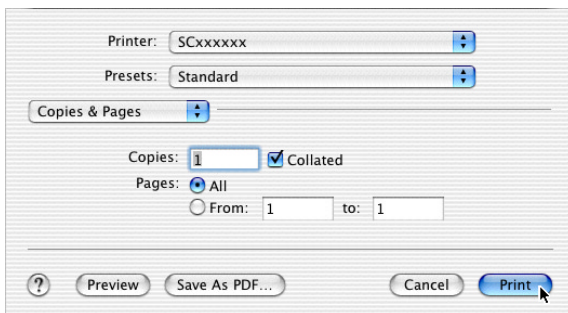 Printer: SCxxxxxx
Presets: Standard
Copies & Pages
Copies: 1 Collated
Pages: All
From: 1 to: 1
? Preview Save As PDF... Cancel Print